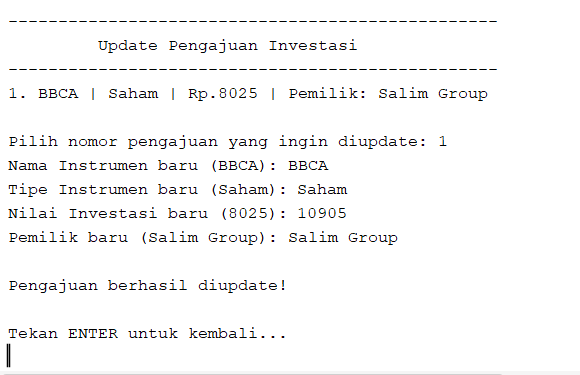 -------------------------------------------------
Update Pengajuan Investasi
-------------------------------------------------
1. BBCA | Saham | Rp.8025 | Pemilik: Salim Group
Pilih nomor pengajuan yang ingin diupdate: 1
Nama Instrumen baru (BBCA): BBCA
Tipe Instrumen baru (Saham): Saham
Nilai Investasi baru (8025): 10905
Pemilik baru (Salim Group): Salim Group
Pengajuan berhasil diupdate!
Tekan ENTER untuk kembali...